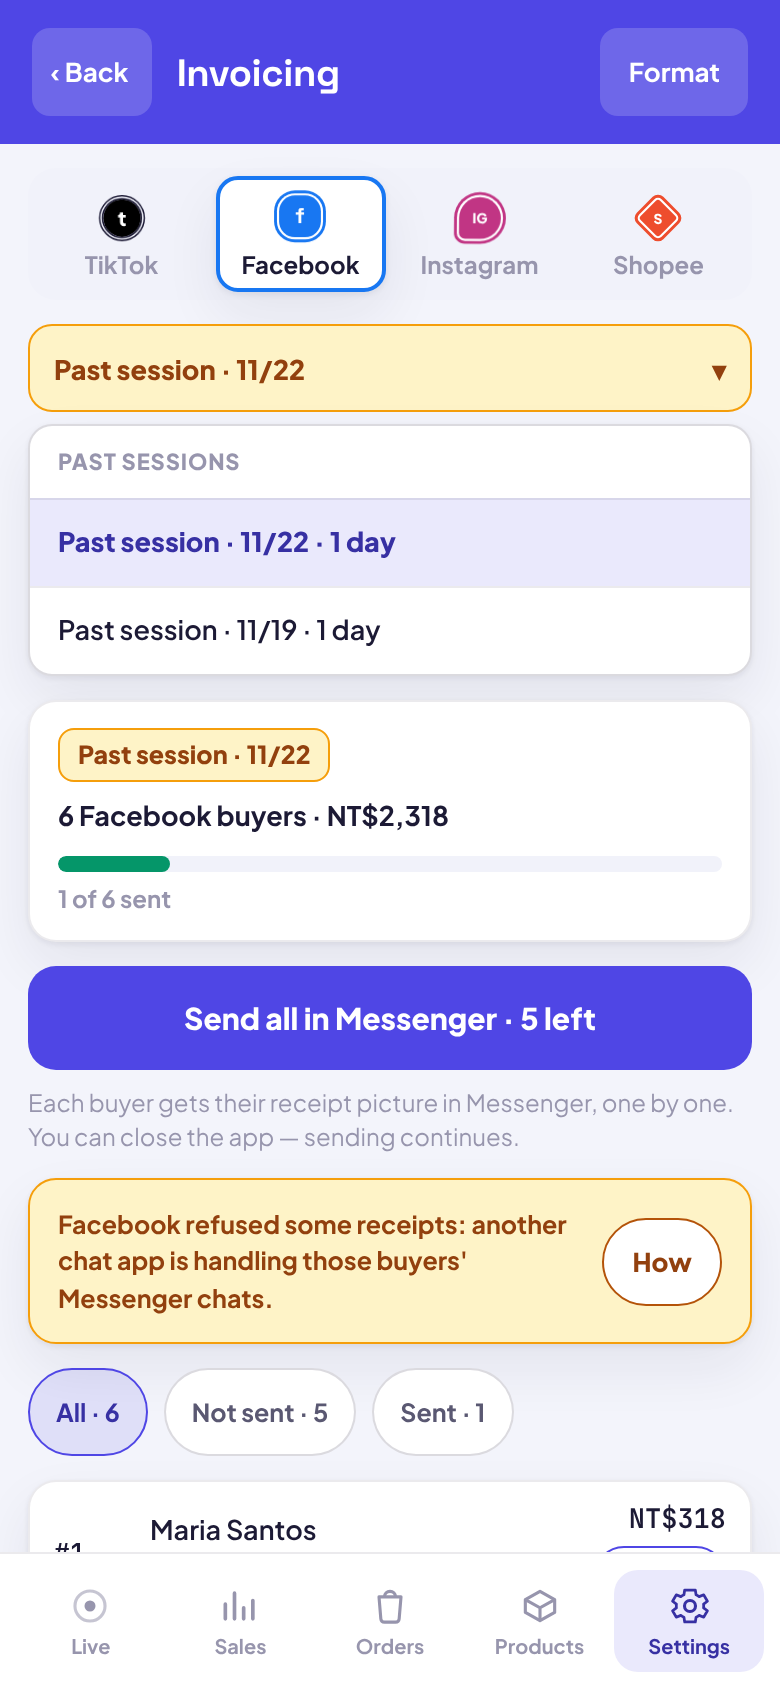 ‹ Back
Invoicing
Format
t
f
IG
S
TikTok
Facebook
Instagram
Shopee
Past session · 11/22
▼
PAST SESSIONS
Past session · 11/22 · 1 day
Past session · 11/19 · 1 day
Past session · 11/22
6 Facebook buyers · NT$2,318
1 of 6 sent
Send all in Messenger · 5 left
Each buyer gets their receipt picture in Messenger, one by one.
You can close the app — sending continues.
Facebook refused some receipts: another
chat app is handling those buyers'
Messenger chats.
How
All · 6
Not sent · 5
Sent · 1
NT$318
Maria Santos
#1
Live
Sales
Orders
Products
Settings